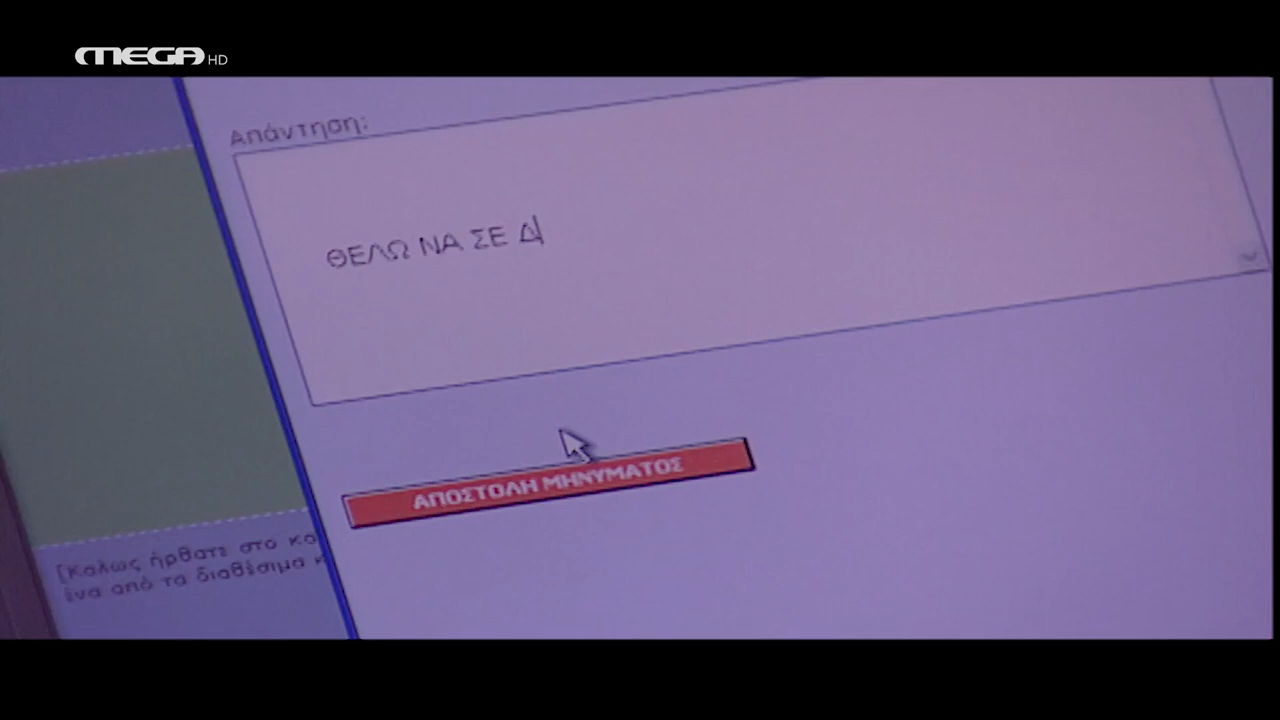 MEGA HD
Απάντηση:
ΘΕΛΩ ΝΑ ΣΕ Δ
ΑΠΟΣΤΟΛΗ ΜΗΝΥΜΑΤΟΣ
[Καλως ήρθατε στο
ένα από τα διαθέσιμα